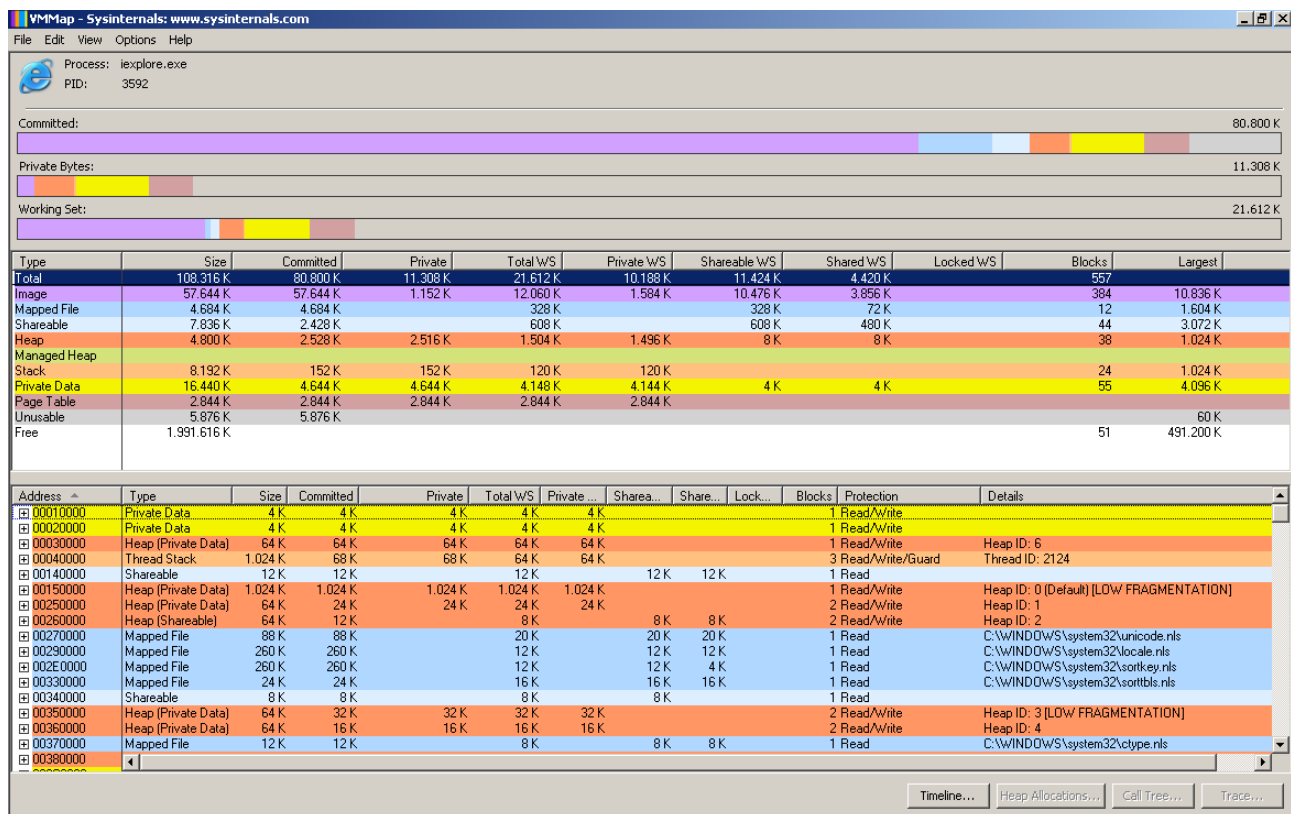 VMMap - Sysinternals: www.sysinternals.com
File Edit View Options Help
Process: iexplore.exe
PID: 3592
Committed: 80.800 K
Private Bytes: 11.308 K
Working Set: 21.612 K
Type Size Committed Private Total WS Private WS Shareable WS Shared WS Locked WS Blocks Largest
Total 108.316 K 80.800 K 11.308 K 21.612 K 10.188 K 11.424 K 4.420 K 557
Image 57.644 K 57.644 K 1.152 K 12.060 K 1.584 K 10.476 K 3.856 K 384 10.836 K
Mapped File 4.684 K 4.684 K 328 K 328 K 72 K 12 1.604 K
Shareable 7.836 K 2.428 K 608 K 608 K 480 K 44 3.072 K
Heap 4.800 K 2.528 K 2.516 K 1.504 K 1.496 K 8 K 8 K 38 1.024 K
Managed Heap
Stack 8.192 K 152 K 152 K 120 K 120 K 24 1.024 K
Private Data 16.440 K 4.644 K 4.644 K 4.148 K 4.144 K 4 K 4 K 55 4.096 K
Page Table 2.844 K 2.844 K 2.844 K 2.844 K 2.844 K
Unusable 5.876 K 5.876 K 60 K
Free 1.991.616 K 51 491.200 K
Address Type Size Committed Private Total WS Private ... Sharea... Share... Lock... Blocks Protection Details
00010000 Private Data 4 K 4 K 4 K 4 K 4 K 1 Read/Write
00020000 Private Data 4 K 4 K 4 K 4 K 4 K 1 Read/Write
00030000 Heap (Private Data) 64 K 64 K 64 K 64 K 64 K 1 Read/Write Heap ID: 6
00040000 Thread Stack 1.024 K 68 K 68 K 64 K 64 K 3 Read/Write/Guard Thread ID: 2124
00140000 Shareable 12 K 12 K 12 K 12 K 12 K 1 Read
00150000 Heap (Private Data) 1.024 K 1.024 K 1.024 K 1.024 K 1.024 K 1 Read/Write Heap ID: 0 (Default) [LOW FRAGMENTATION]
00250000 Heap (Private Data) 64 K 24 K 24 K 24 K 24 K 2 Read/Write Heap ID: 1
00260000 Heap (Shareable) 64 K 12 K 8 K 8 K 8 K 2 Read/Write Heap ID: 2
00270000 Mapped File 88 K 88 K 20 K 20 K 20 K 1 Read C:\WINDOWS\system32\unicode.nls
00290000 Mapped File 260 K 260 K 12 K 12 K 12 K 1 Read C:\WINDOWS\system32\locale.nls
002E0000 Mapped File 260 K 260 K 12 K 12 K 4 K 1 Read C:\WINDOWS\system32\sortkey.nls
00330000 Mapped File 24 K 24 K 16 K 16 K 16 K 1 Read C:\WINDOWS\system32\sorttbls.nls
00340000 Shareable 8 K 8 K 8 K 8 K 1 Read
00350000 Heap (Private Data) 64 K 32 K 32 K 32 K 32 K 2 Read/Write Heap ID: 3 [LOW FRAGMENTATION]
00360000 Heap (Private Data) 64 K 16 K 16 K 16 K 16 K 2 Read/Write Heap ID: 4
00370000 Mapped File 12 K 12 K 8 K 8 K 8 K 1 Read C:\WINDOWS\system32\ctype.nls
00380000
Timeline... Heap Allocations... Call Tree... Trace...